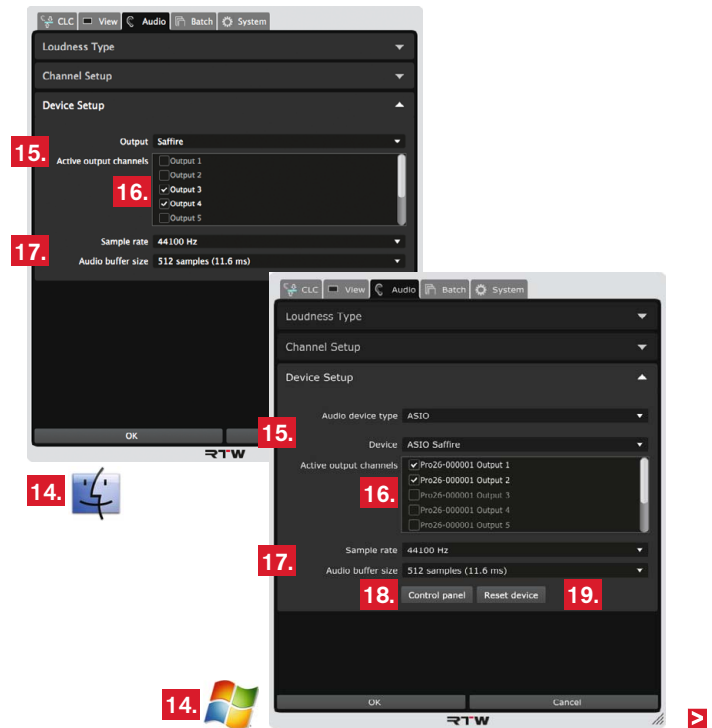 CLC View Audio Batch System
Loudness Type
Channel Setup
Device Setup
15.
Output Saffire
Active output channels
16.
Output 1
Output 2
Output 3
Output 4
Output 5
17.
Sample rate 44100 Hz
Audio buffer size 512 samples (11.6 ms)
OK
RTW
14.
CLC View Audio Batch System
Loudness Type
Channel Setup
Device Setup
Audio device type ASIO
15.
Device ASIO Saffire
Active output channels
16.
Pro26-000001 Output 1
Pro26-000001 Output 2
Pro26-000001 Output 3
Pro26-000001 Output 4
Pro26-000001 Output 5
17.
Sample rate 44100 Hz
Audio buffer size 512 samples (11.6 ms)
18. Control panel Reset device 19.
OK Cancel
RTW
14.
>